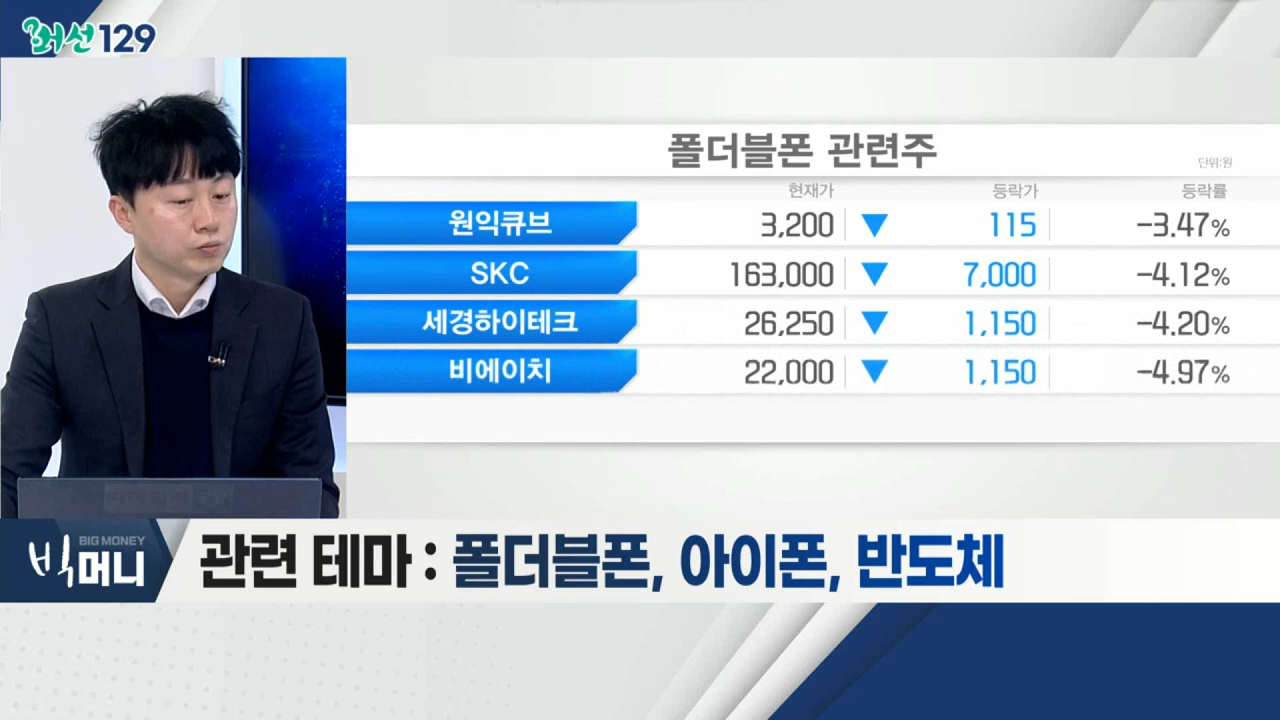 머선129
폴더블폰 관련주
단위:원
현재가 등락가 등락률
원익큐브 3,200 ▼ 115 -3.47%
SKC 163,000 ▼ 7,000 -4.12%
세경하이테크 26,250 ▼ 1,150 -4.20%
비에이치 22,000 ▼ 1,150 -4.97%
BIG MONEY
빅머니
관련 테마 : 폴더블폰, 아이폰, 반도체